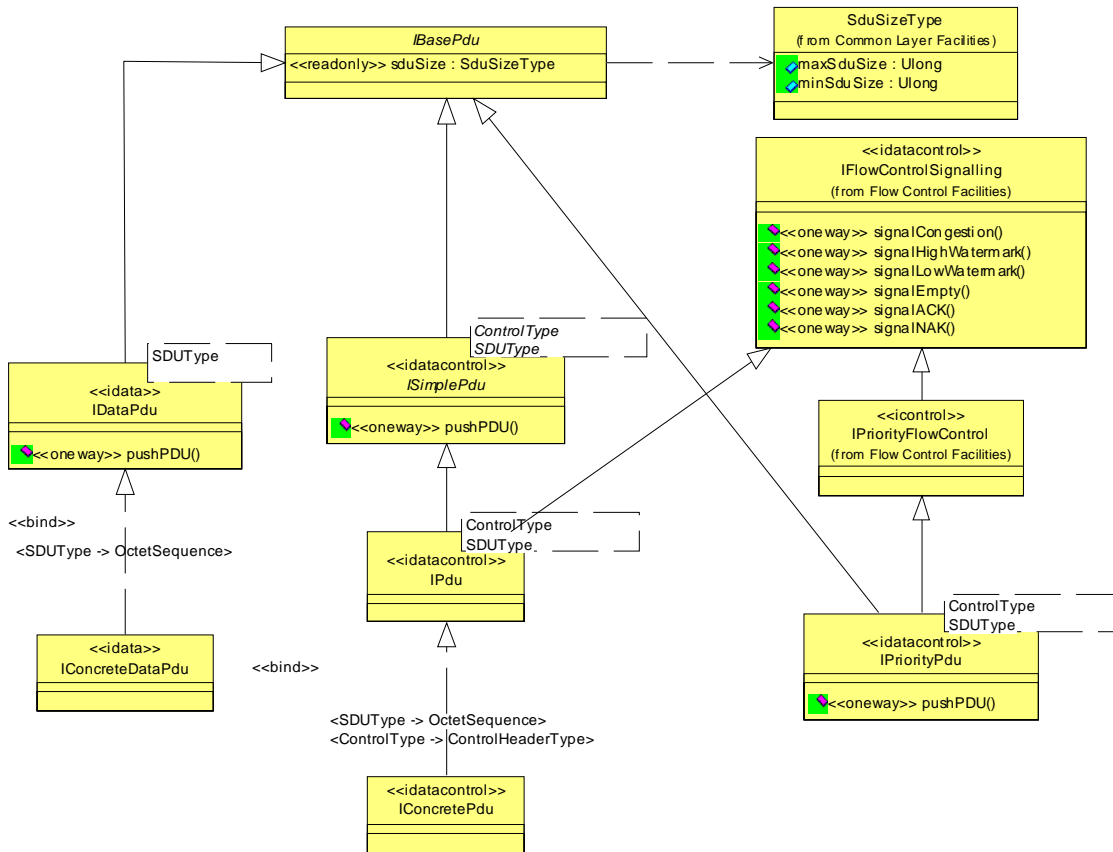 IBasePdu
<<readonly>> sduSize : SduSizeType
SduSizeType
(from Common Layer Facilities)
maxSduSize : Ulong
minSduSize : Ulong
<<idatacontrol>>
IFlowControlSignalling
(from Flow Control Facilities)
<<oneway>> signalCongestion()
<<oneway>> signalHighWatermark()
<<oneway>> signalLowWatermark()
<<oneway>> signalEmpty()
<<oneway>> signalACK()
<<oneway>> signalNAK()
SDUType
<<idata>>
IDataPdu
<<oneway>> pushPDU()
ControlType
SDUType
<<idatacontrol>>
ISimplePdu
<<oneway>> pushPDU()
<<icontrol>>
IPriorityFlowControl
(from Flow Control Facilities)
<<bind>>
<SDUType -> OctetSequence>
ControlType
SDUType
<<idatacontrol>>
IPdu
<<idata>>
IConcreteDataPdu
<<bind>>
ControlType
SDUType
<<idatacontrol>>
IPriorityPdu
<<oneway>> pushPDU()
<SDUType -> OctetSequence>
<ControlType -> ControlHeaderType>
<<idatacontrol>>
IConcretePdu